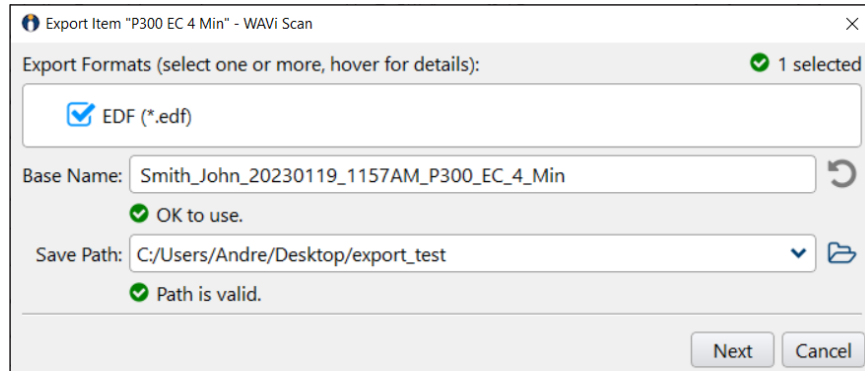 Export Item "P300 EC 4 Min" - WAVi Scan
Export Formats (select one or more, hover for details): 1 selected
EDF (*.edf)
Base Name: Smith_John_20230119_1157AM_P300_EC_4_Min
OK to use.
Save Path: C:/Users/Andre/Desktop/export_test
Path is valid.
Next Cancel